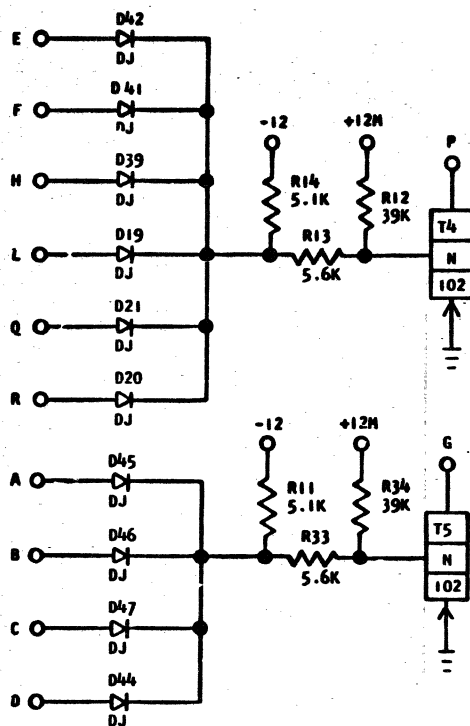 E D42 DJ
F D41 DJ
H D39 DJ
-12 +12M P
R14 5.1K R12 39K
T4
L D19 DJ
R13 5.6K
N
102
Q D21 DJ
R D20 DJ
-12 +12M G
A D45 DJ
R11 5.1K R34 39K
T5
B D46 DJ
R33 5.6K
N
102
C D47 DJ
D D44 DJ